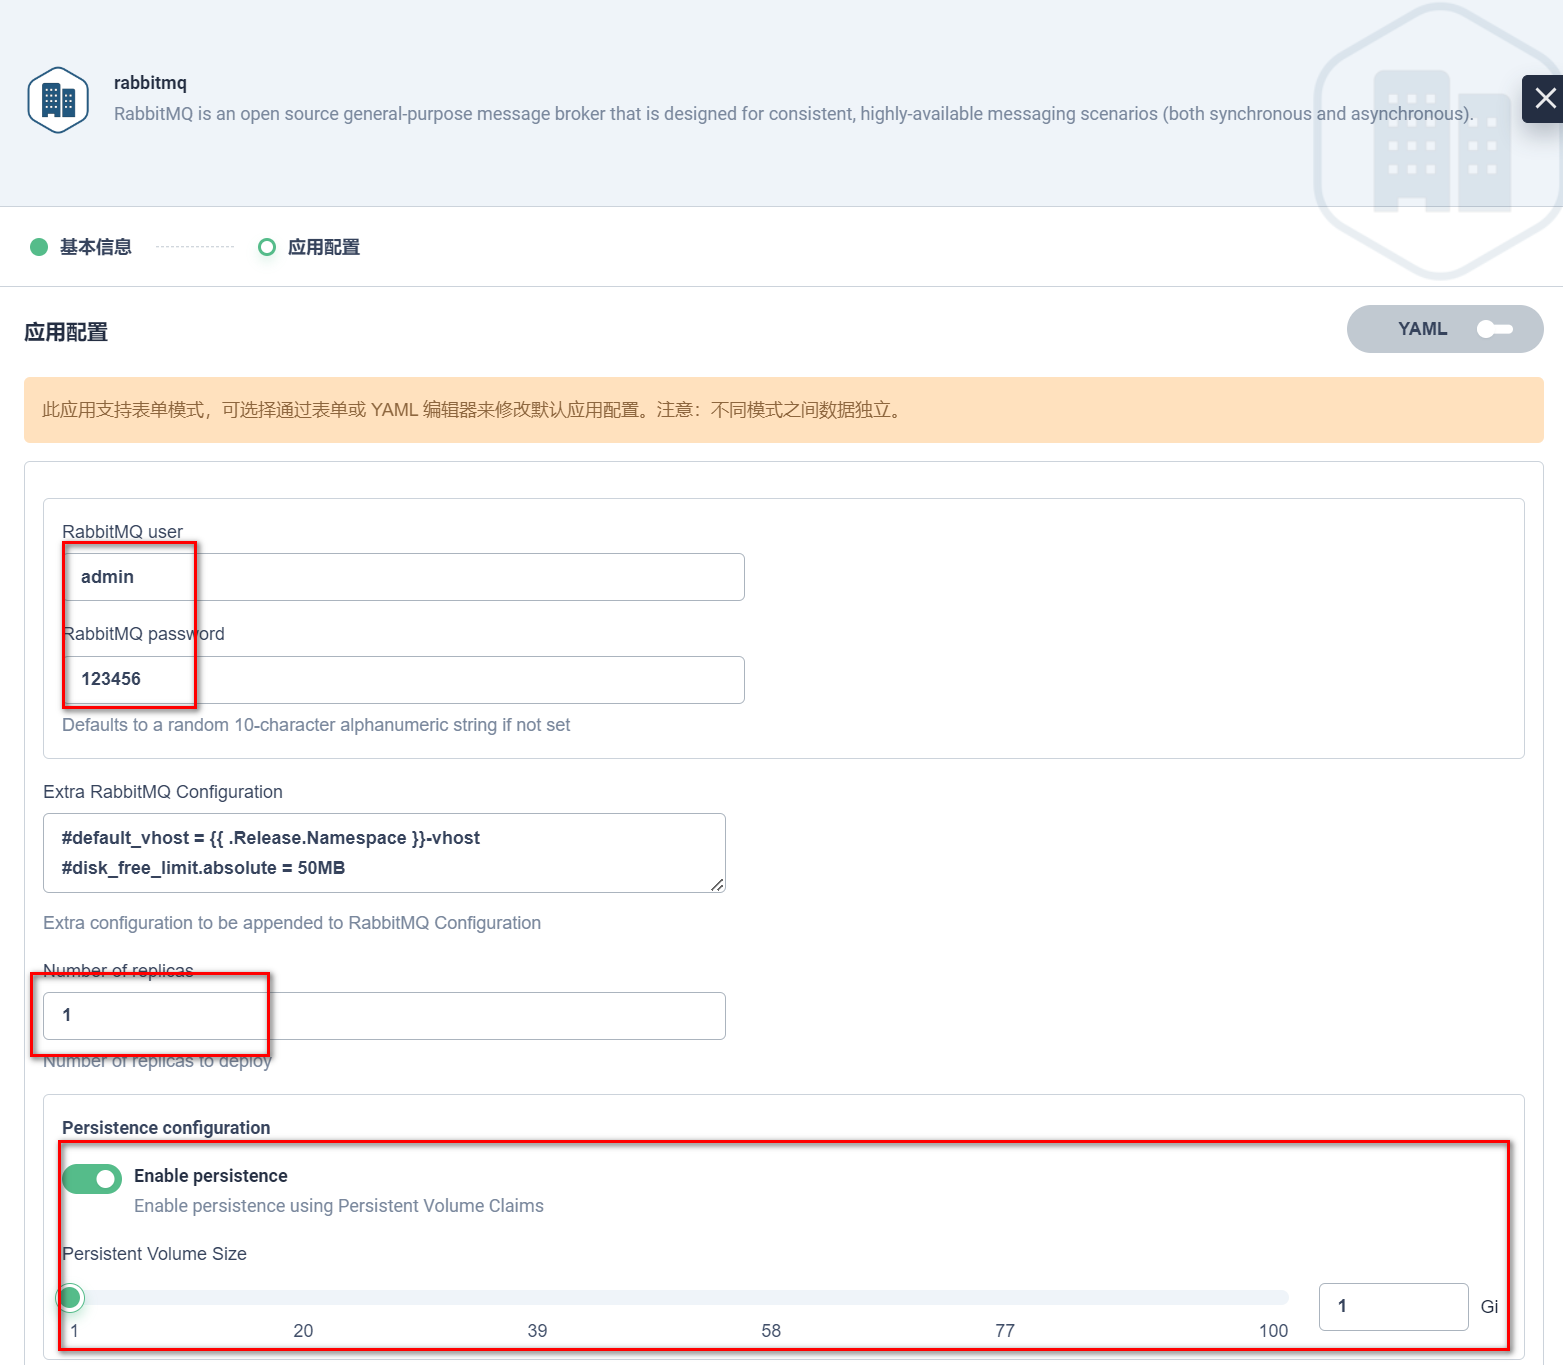 rabbitmq
RabbitMQ is an open source general-purpose message broker that is designed for consistent, highly-available messaging scenarios (both synchronous and asynchronous).
基本信息
应用配置
应用配置
YAML
此应用支持表单模式，可选择通过表单或 YAML 编辑器来修改默认应用配置。注意：不同模式之间数据独立。
RabbitMQ user
admin
RabbitMQ password
123456
Defaults to a random 10-character alphanumeric string if not set
Extra RabbitMQ Configuration
#default_vhost = {{ .Release.Namespace }}-vhost
#disk_free_limit.absolute = 50MB
Extra configuration to be appended to RabbitMQ Configuration
Number of replicas
1
Number of replicas to deploy
Persistence configuration
Enable persistence
Enable persistence using Persistent Volume Claims
Persistent Volume Size
1 Gi
1 20 39 58 77 100